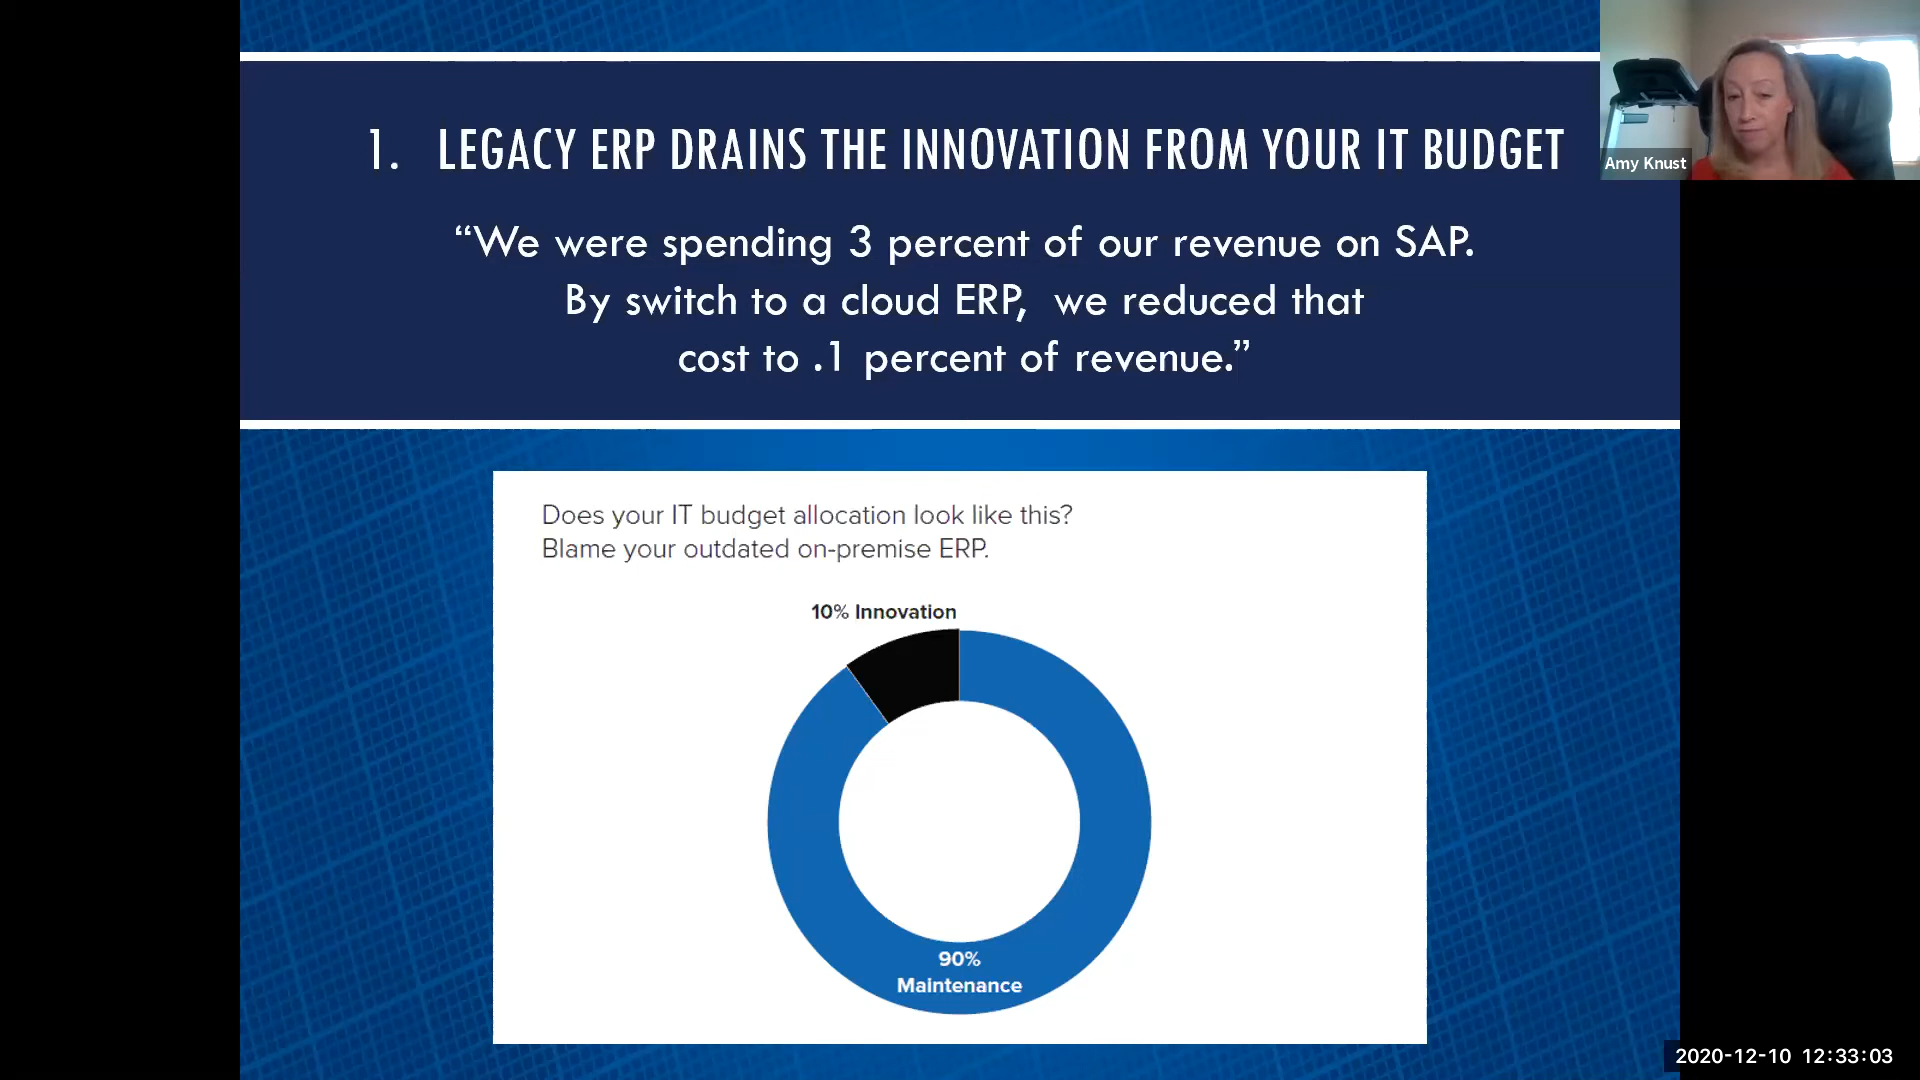 1. LEGACY ERP DRAINS THE INNOVATION FROM YOUR IT BUDGET
“We were spending 3 percent of our revenue on SAP.
By switch to a cloud ERP, we reduced that
cost to .1 percent of revenue.”
Amy Knust
Does your IT budget allocation look like this?
Blame your outdated on-premise ERP.
10% Innovation
90%
Maintenance
2020-12-10 12:33:03